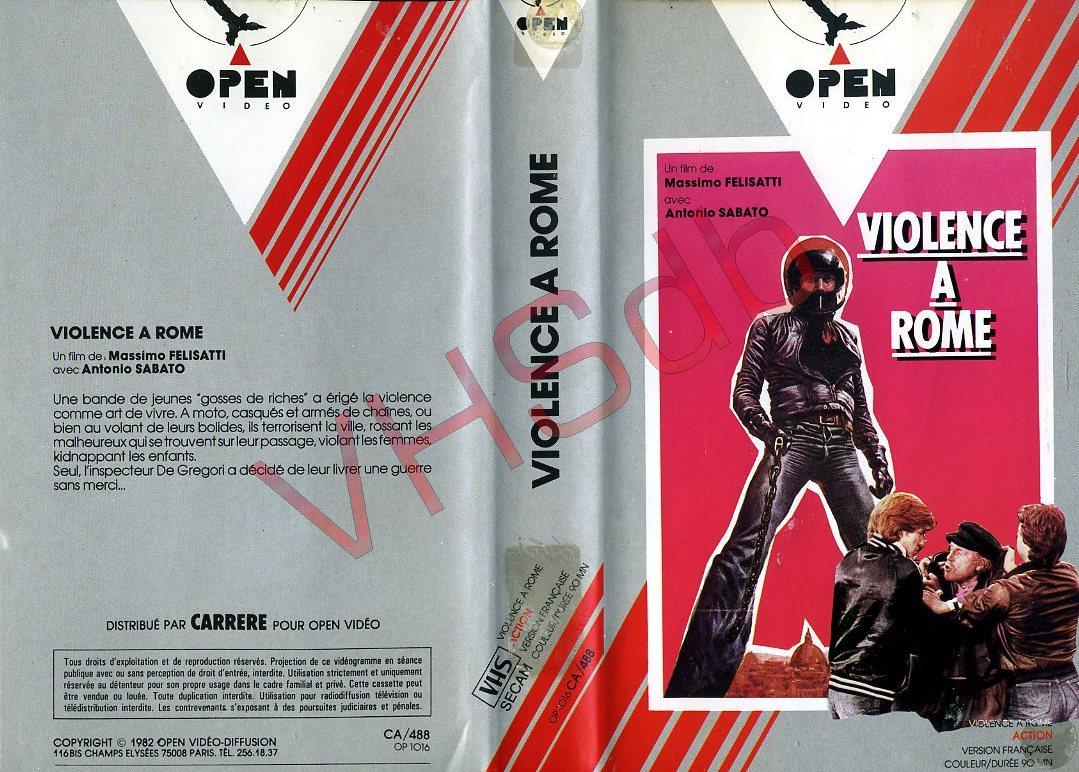 OPEN
VIDEO
VIOLENCE A ROME
Un film de: Massimo FELISATTI
avec Antonio SABATO
Une bande de jeunes "gosses de riches" a érigé la violence
comme art de vivre. A moto, casqués et armés de chaînes, ou
bien au volant de leurs bolides, ils terrorisent la ville, rossant les
malheureux qui se trouvent sur leur passage, violant les femmes,
kidnappant les enfants.
Seul, l'inspecteur De Gregori a décidé de leur livrer une guerre
sans merci...
DISTRIBUÉ PAR CARRERE POUR OPEN VIDÉO
Tous droits d'exploitation et de reproduction réservés. Projection de ce vidéogramme en séance
publique avec ou sans perception de droit d'entrée, interdite. Utilisation strictement et uniquement
réservée au détenteur pour son propre usage dans le cadre familial et privé. Cette cassette peut
être vendue ou louée. Toute duplication interdite. Utilisation pour radiodiffusion télévision ou
télédistribution interdite. Les contrevenants s'exposent à des poursuites judiciaires et pénales.
COPYRIGHT © 1982 OPEN VIDÉO-DIFFUSION
116 BIS CHAMPS ELYSÉES 75008 PARIS. TÉL. 256.18.37
CA/488
OP 1016
OPEN
VIDEO
VIOLENCE A ROME
VIOLENCE A ROME
ACTION
VERSION FRANÇAISE
COULEUR/DURÉE 90 MN
VHS
SECAM
OP 1016 CA/488
OPEN
VIDEO
Un film de
Massimo FELISATTI
avec
Antonio SABATO
VIOLENCE
A
ROME
VIOLENCE A ROME
ACTION
VERSION FRANÇAISE
COULEUR/DURÉE 90 MN
VHSdb